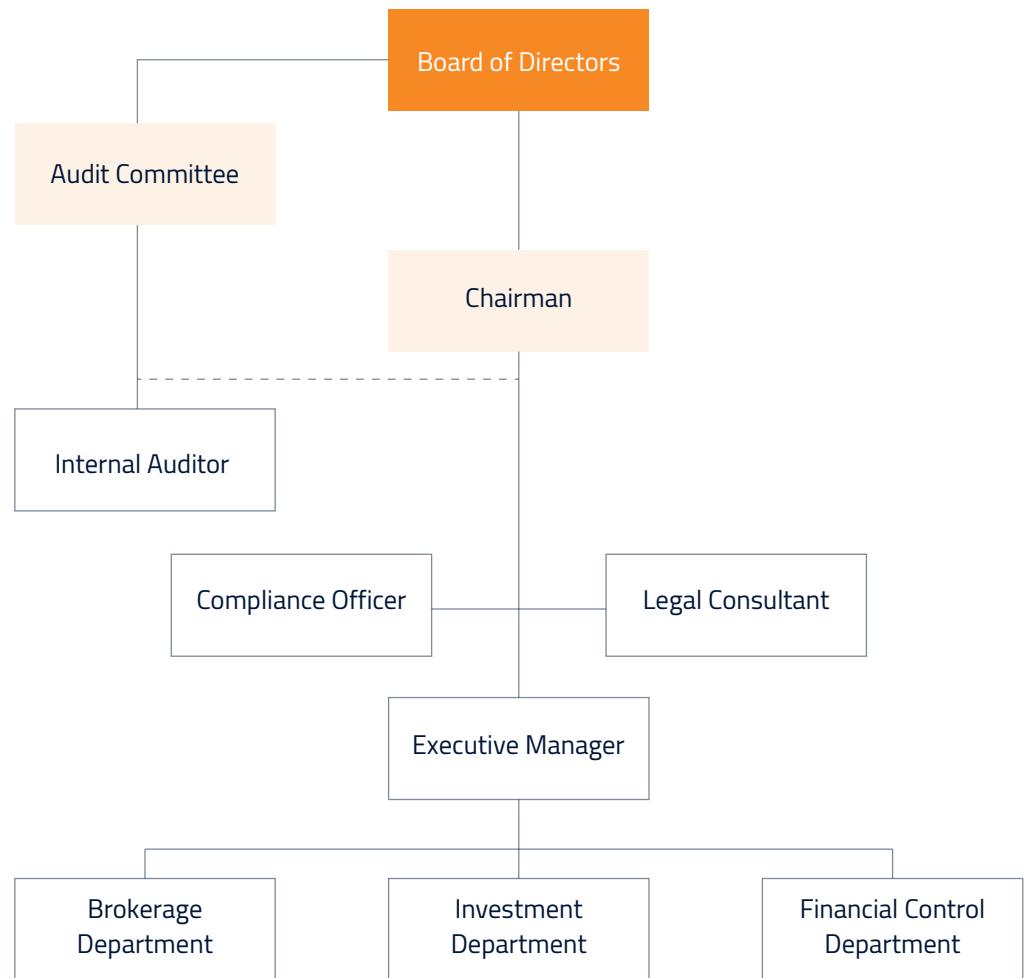 Board of Directors
Audit Committee
Chairman
Internal Auditor
Compliance Officer
Legal Consultant
Executive Manager
Brokerage
Department
Investment
Department
Financial Control
Department